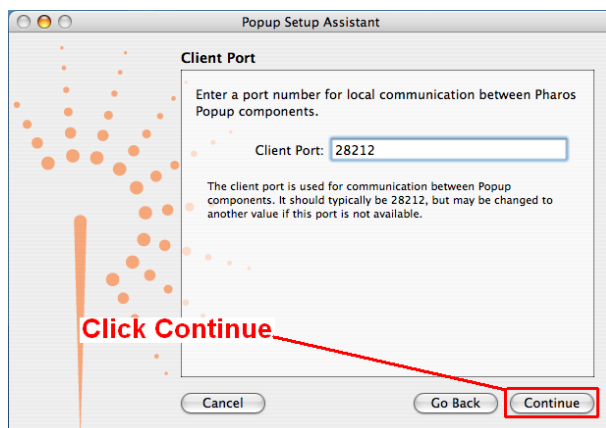 Popup Setup Assistant
Client Port
Enter a port number for local communication between Pharos
Popup components.
Client Port: 28212
The client port is used for communication between Popup
components. It should typically be 28212, but may be changed to
another value if this port is not available.
Click Continue
Cancel Go Back Continue